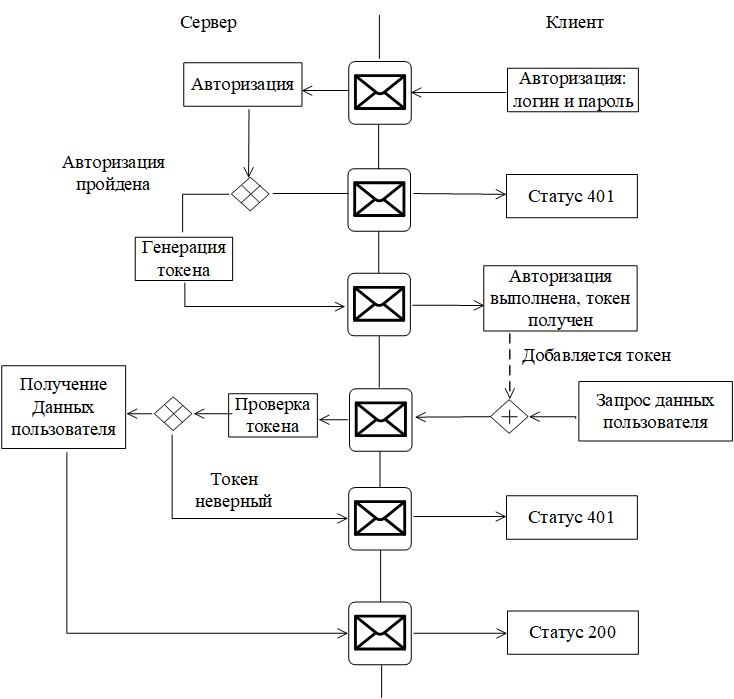 Сервер
Клиент
Авторизация
Авторизация:
логин и пароль
Авторизация
пройдена
Статус 401
Генерация
токена
Авторизация
выполнена, токен
получен
Добавляется токен
Получение
Данных
пользователя
Проверка
токена
Запрос данных
пользователя
Токен
неверный
Статус 401
Статус 200